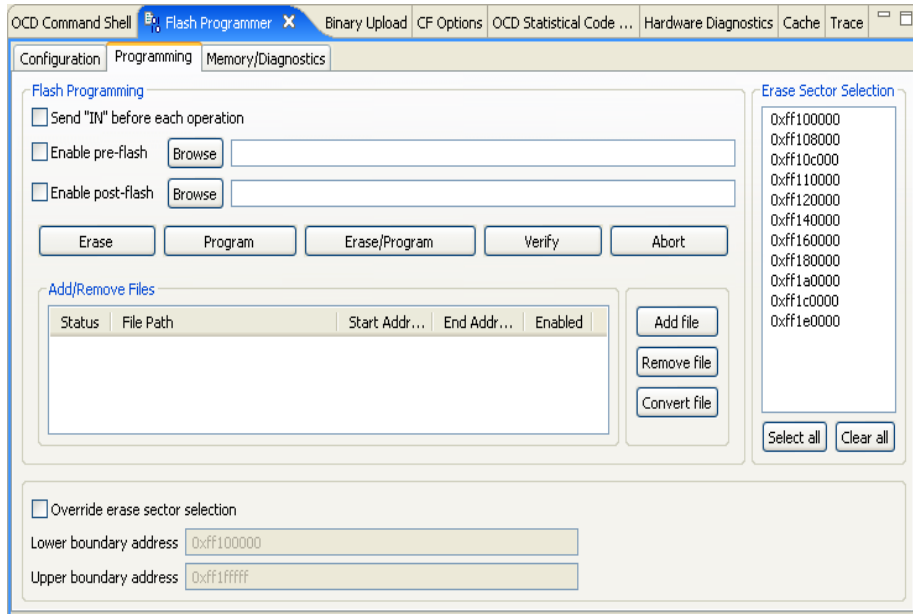 OCD Command Shell Flash Programmer Binary Upload CF Options OCD Statistical Code ... Hardware Diagnostics Cache Trace
Configuration Programming Memory/Diagnostics
Flash Programming
Send "IN" before each operation
Enable pre-flash Browse
Enable post-flash Browse
Erase Program Erase/Program Verify Abort
Add/Remove Files
Status File Path Start Addr... End Addr... Enabled
Add file
Remove file
Convert file
Erase Sector Selection
0xff100000
0xff108000
0xff10c000
0xff110000
0xff120000
0xff140000
0xff160000
0xff180000
0xff1a0000
0xff1c0000
0xff1e0000
Select all Clear all
Override erase sector selection
Lower boundary address 0xff100000
Upper boundary address 0xff1fffff